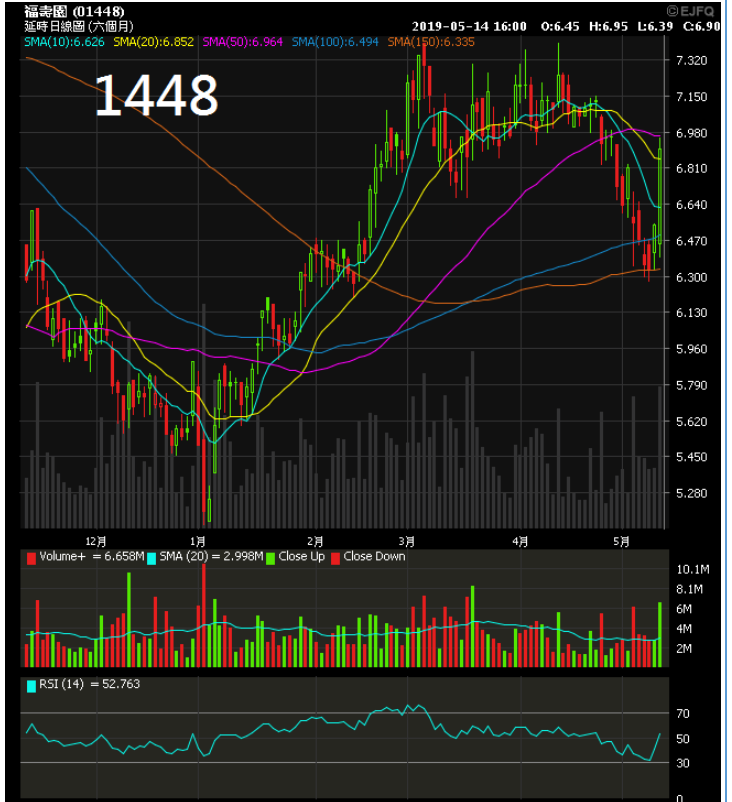 福壽園 (01448)
©EJFQ
延時日線圖 (六個月)
2019-05-14 16:00 O:6.45 H:6.95 L:6.39 C:6.90
SMA(10):6.626 SMA(20):6.852 SMA(50):6.964 SMA(100):6.494 SMA(150):6.335
1448
7.320
7.150
6.980
6.810
6.640
6.470
6.300
6.130
5.960
5.790
5.620
5.450
5.280
12月 1月 2月 3月 4月 5月
Volume+ = 6.658M SMA (20) = 2.998M Close Up Close Down
10.1M
8.1M
6M
4M
2M
RSI (14) = 52.763
70
50
30
0